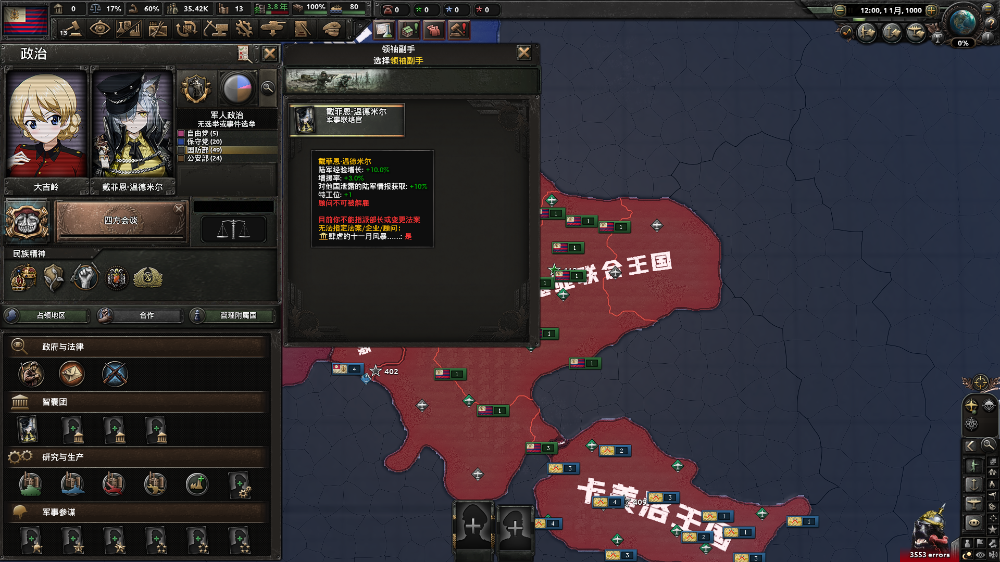 0
17%
60%
35.42K
13
3.8 年
100%
80
0
0
0
0
12:00, 1 1月, 1000
13
0%
政治
军人政治
无选举或事件选举
自由党 (5)
保守党 (20)
国防部 (49)
公安部 (24)
大吉岭
戴菲恩·温德米尔
四方会谈
民族精神
占领地区
合作
管理附属国
政府与法律
智囊团
研究与生产
军事参谋
领袖副手
选择领袖副手
戴菲恩·温德米尔
军事联络官
戴菲恩·温德米尔
陆军经验增长: +10.0%
增援率: +3.0%
对他国泄露的陆军情报获取: +10%
特工位: +1
顾问不可被解雇
目前你不能指派部长或变更法案
无法指定法案/企业/顾问:
肆虐的十一月风暴……: 是
1
1
1
1
1
1
联合王国
1
1
4
402
1
1
3
2
3
卡美洛王国
4
409
3
4
1
1
2
1
3
3
3553 errors